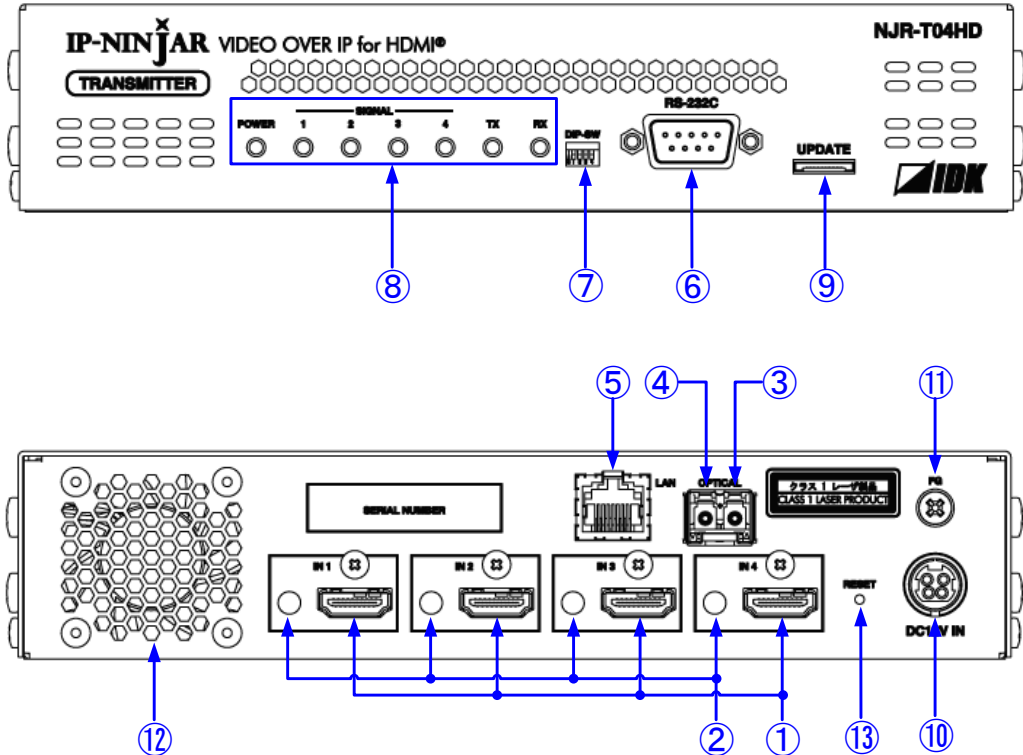 IP-NINJAR VIDEO OVER IP for HDMI®
NJR-T04HD
TRANSMITTER
SIGNAL
POWER 1 2 3 4 TX RX
DIP-SW
RS-232C
UPDATE
IDK
⑧ ⑦ ⑥ ⑨
⑤ ④ ③ ⑪
LAN
OPTICAL
クラス 1 レーザ製品
CLASS 1 LASER PRODUCT
FG
SERIAL NUMBER
IN 1
IN 2
IN 3
IN 4
RESET
IN
⑫ ② ① ⑬ ⑩